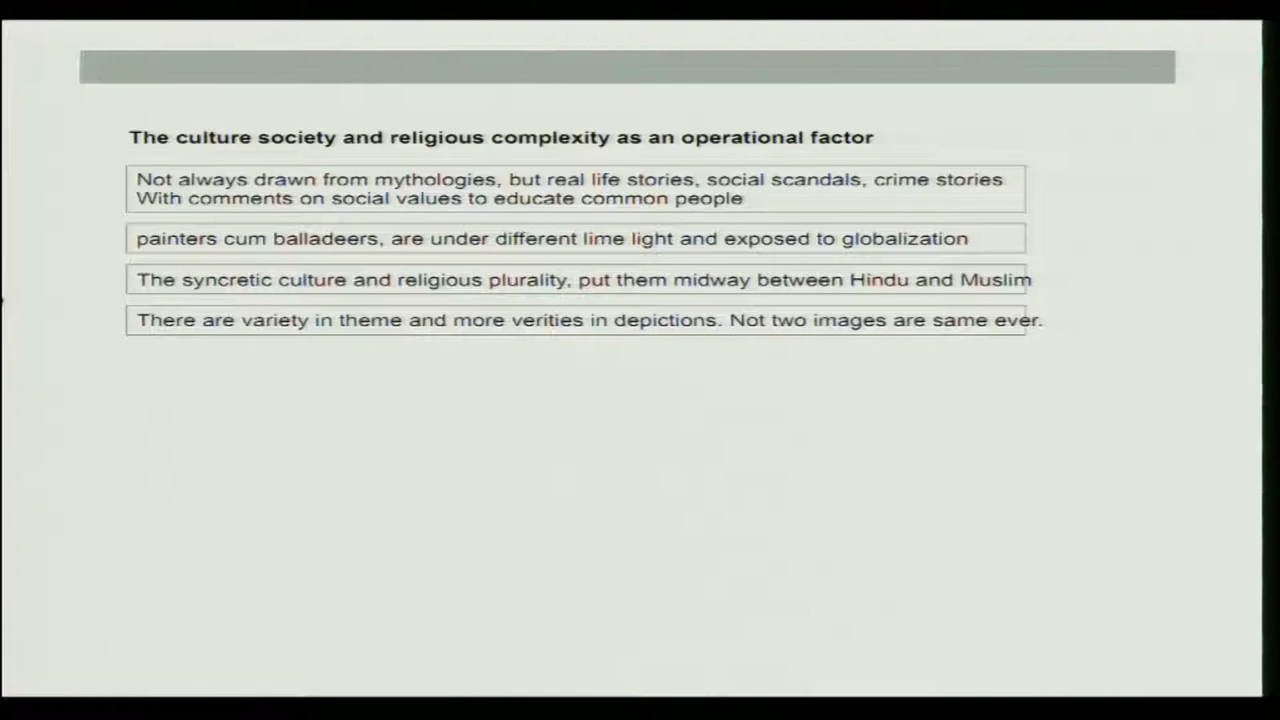 The culture society and religious complexity as an operational factor
Not always drawn from mythologies, but real life stories, social scandals, crime stories
With comments on social values to educate common people
painters cum balladeers, are under different lime light and exposed to globalization
The syncretic culture and religious plurality, put them midway between Hindu and Muslim
There are variety in theme and more verities in depictions. Not two images are same ever.